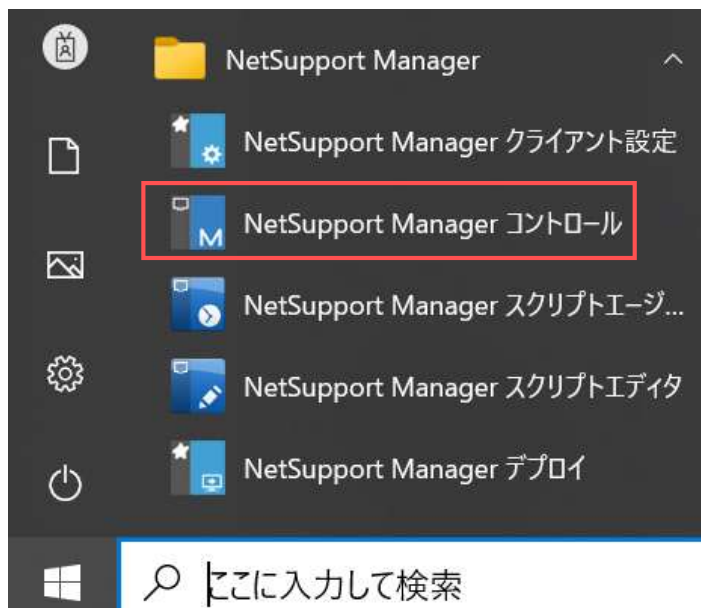 NetSupport Manager
NetSupport Manager クライアント設定
NetSupport Manager コントロール
NetSupport Manager スクリプトエージ...
NetSupport Manager スクリプトエディタ
NetSupport Manager デプロイ
ここに入力して検索